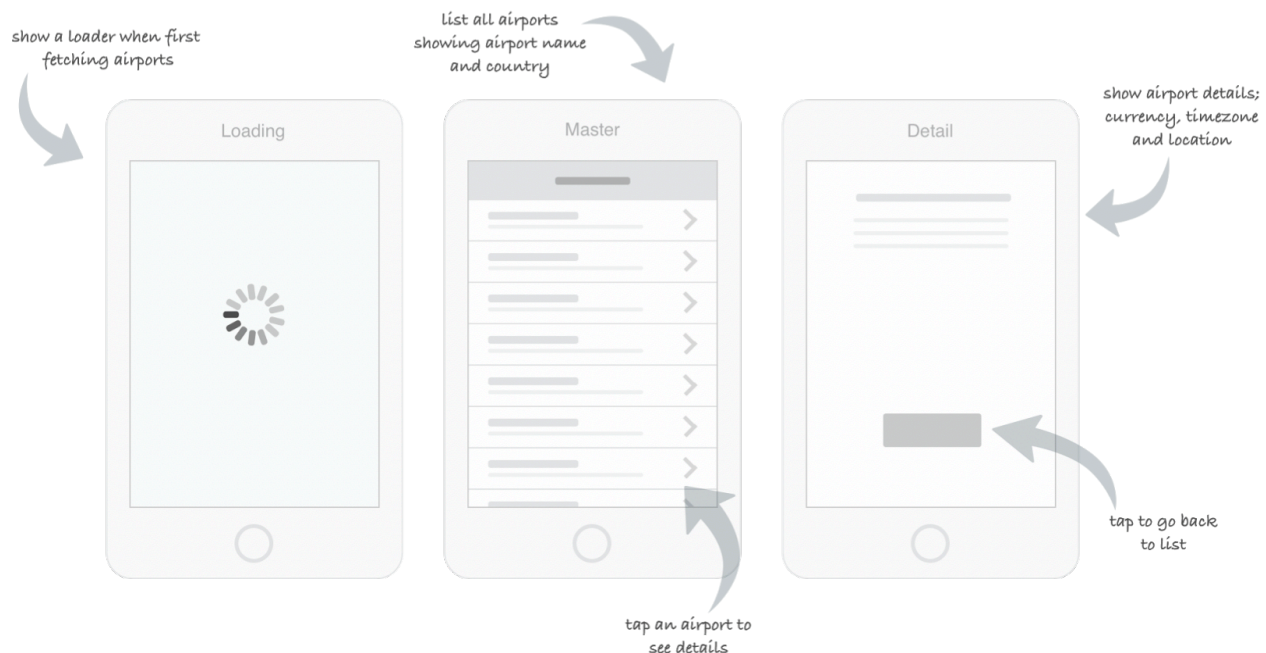 show a loader when first
fetching airports
list all airports
showing airport name
and country
show airport details;
currency, timezone
and location
Loading
Master
Detail
tap to go back
to list
tap an airport to
see details